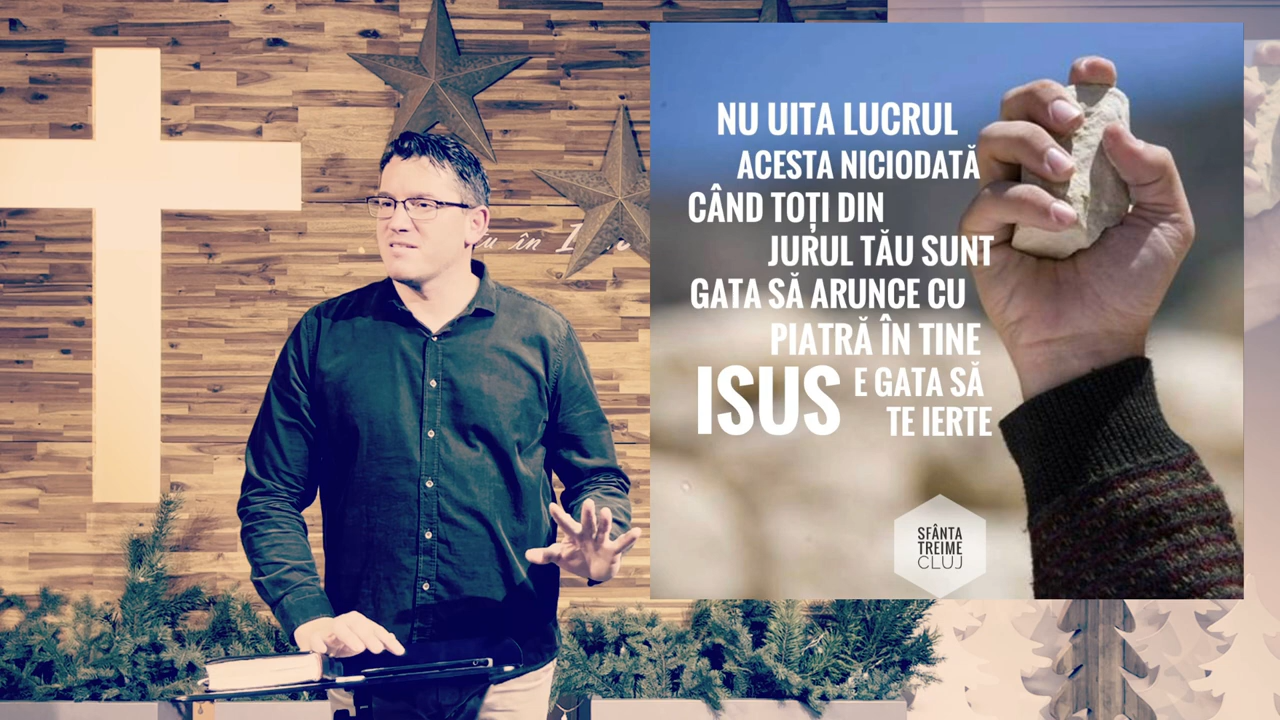 NU UITA LUCRUL
ACESTA NICIODATĂ
CÂND TOȚI DIN
JURUL TĂU SUNT
GATA SĂ ARUNCE CU
PIATRĂ ÎN TINE
ISUS E GATA SĂ
TE IERTE
SFÂNTA
TREIME
CLUJ
în